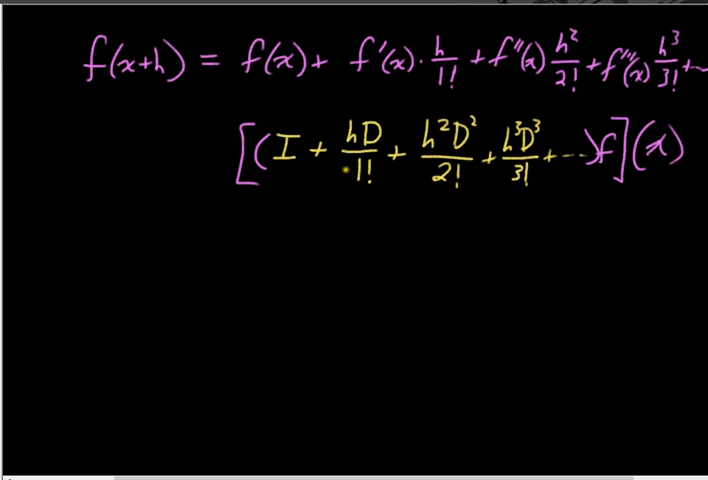 f(x+h) = f(x) + f'(x) · h/1! + f''(x) h²/2! + f'''(x) h³/3! + ...
[(I + hD/1! + h²D²/2! + h³D³/3! + ...)f](x)